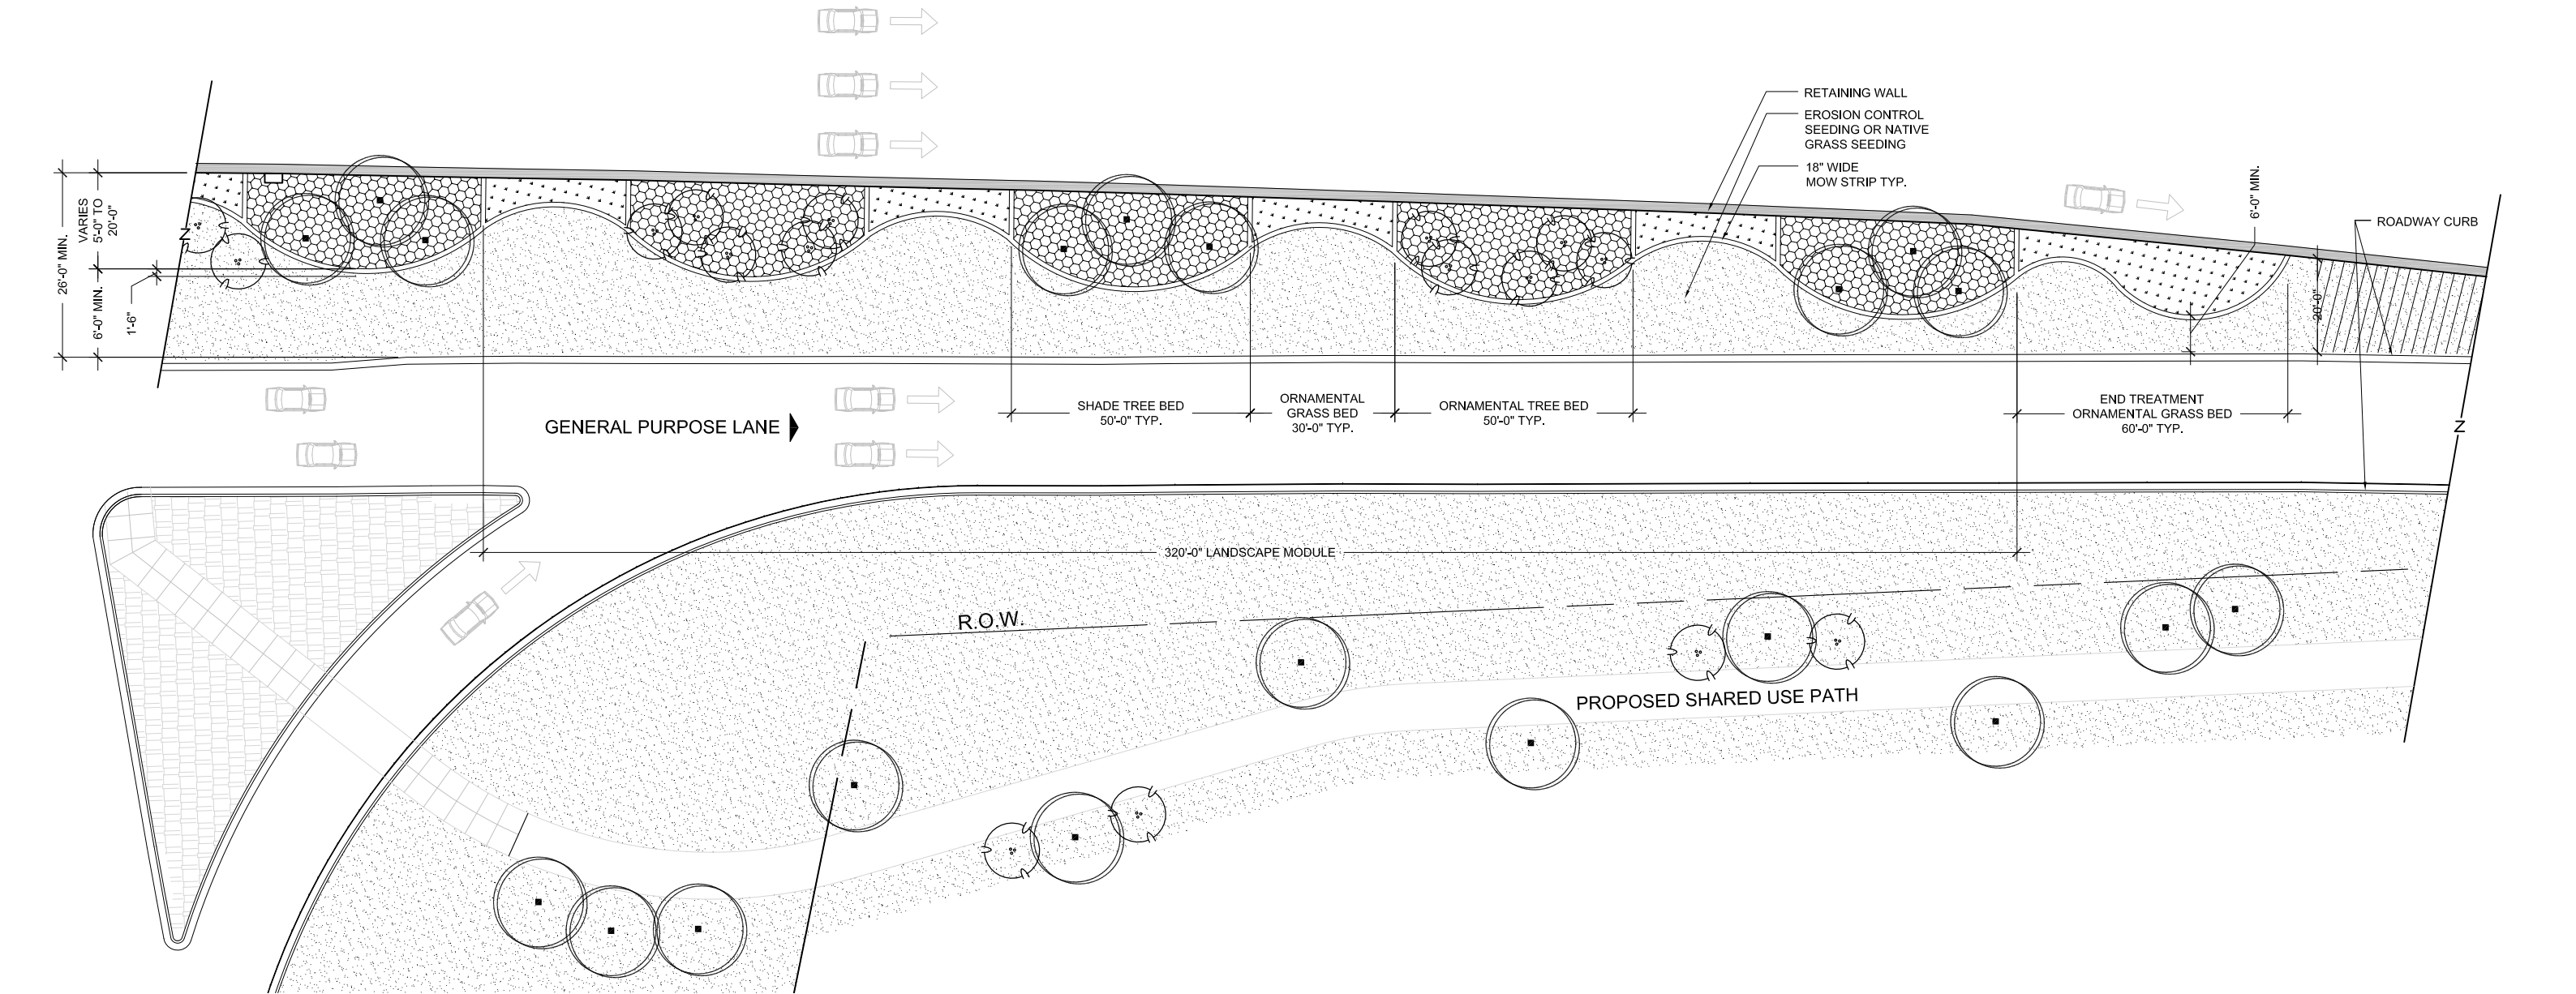 RETAINING WALL
EROSION CONTROL
SEEDING OR NATIVE
GRASS SEEDING
18" WIDE
MOW STRIP TYP.
26'-0" MIN.
VARIES
5'-0" TO
20'-0"
6'-0" MIN.
1'-6"
Z
6'-0" MIN.
ROADWAY CURB
20'-0"
SHADE TREE BED
50'-0" TYP.
ORNAMENTAL
GRASS BED
30'-0" TYP.
ORNAMENTAL TREE BED
50'-0" TYP.
END TREATMENT
ORNAMENTAL GRASS BED
60'-0" TYP.
GENERAL PURPOSE LANE
Z
320'-0" LANDSCAPE MODULE
R.O.W.
PROPOSED SHARED USE PATH